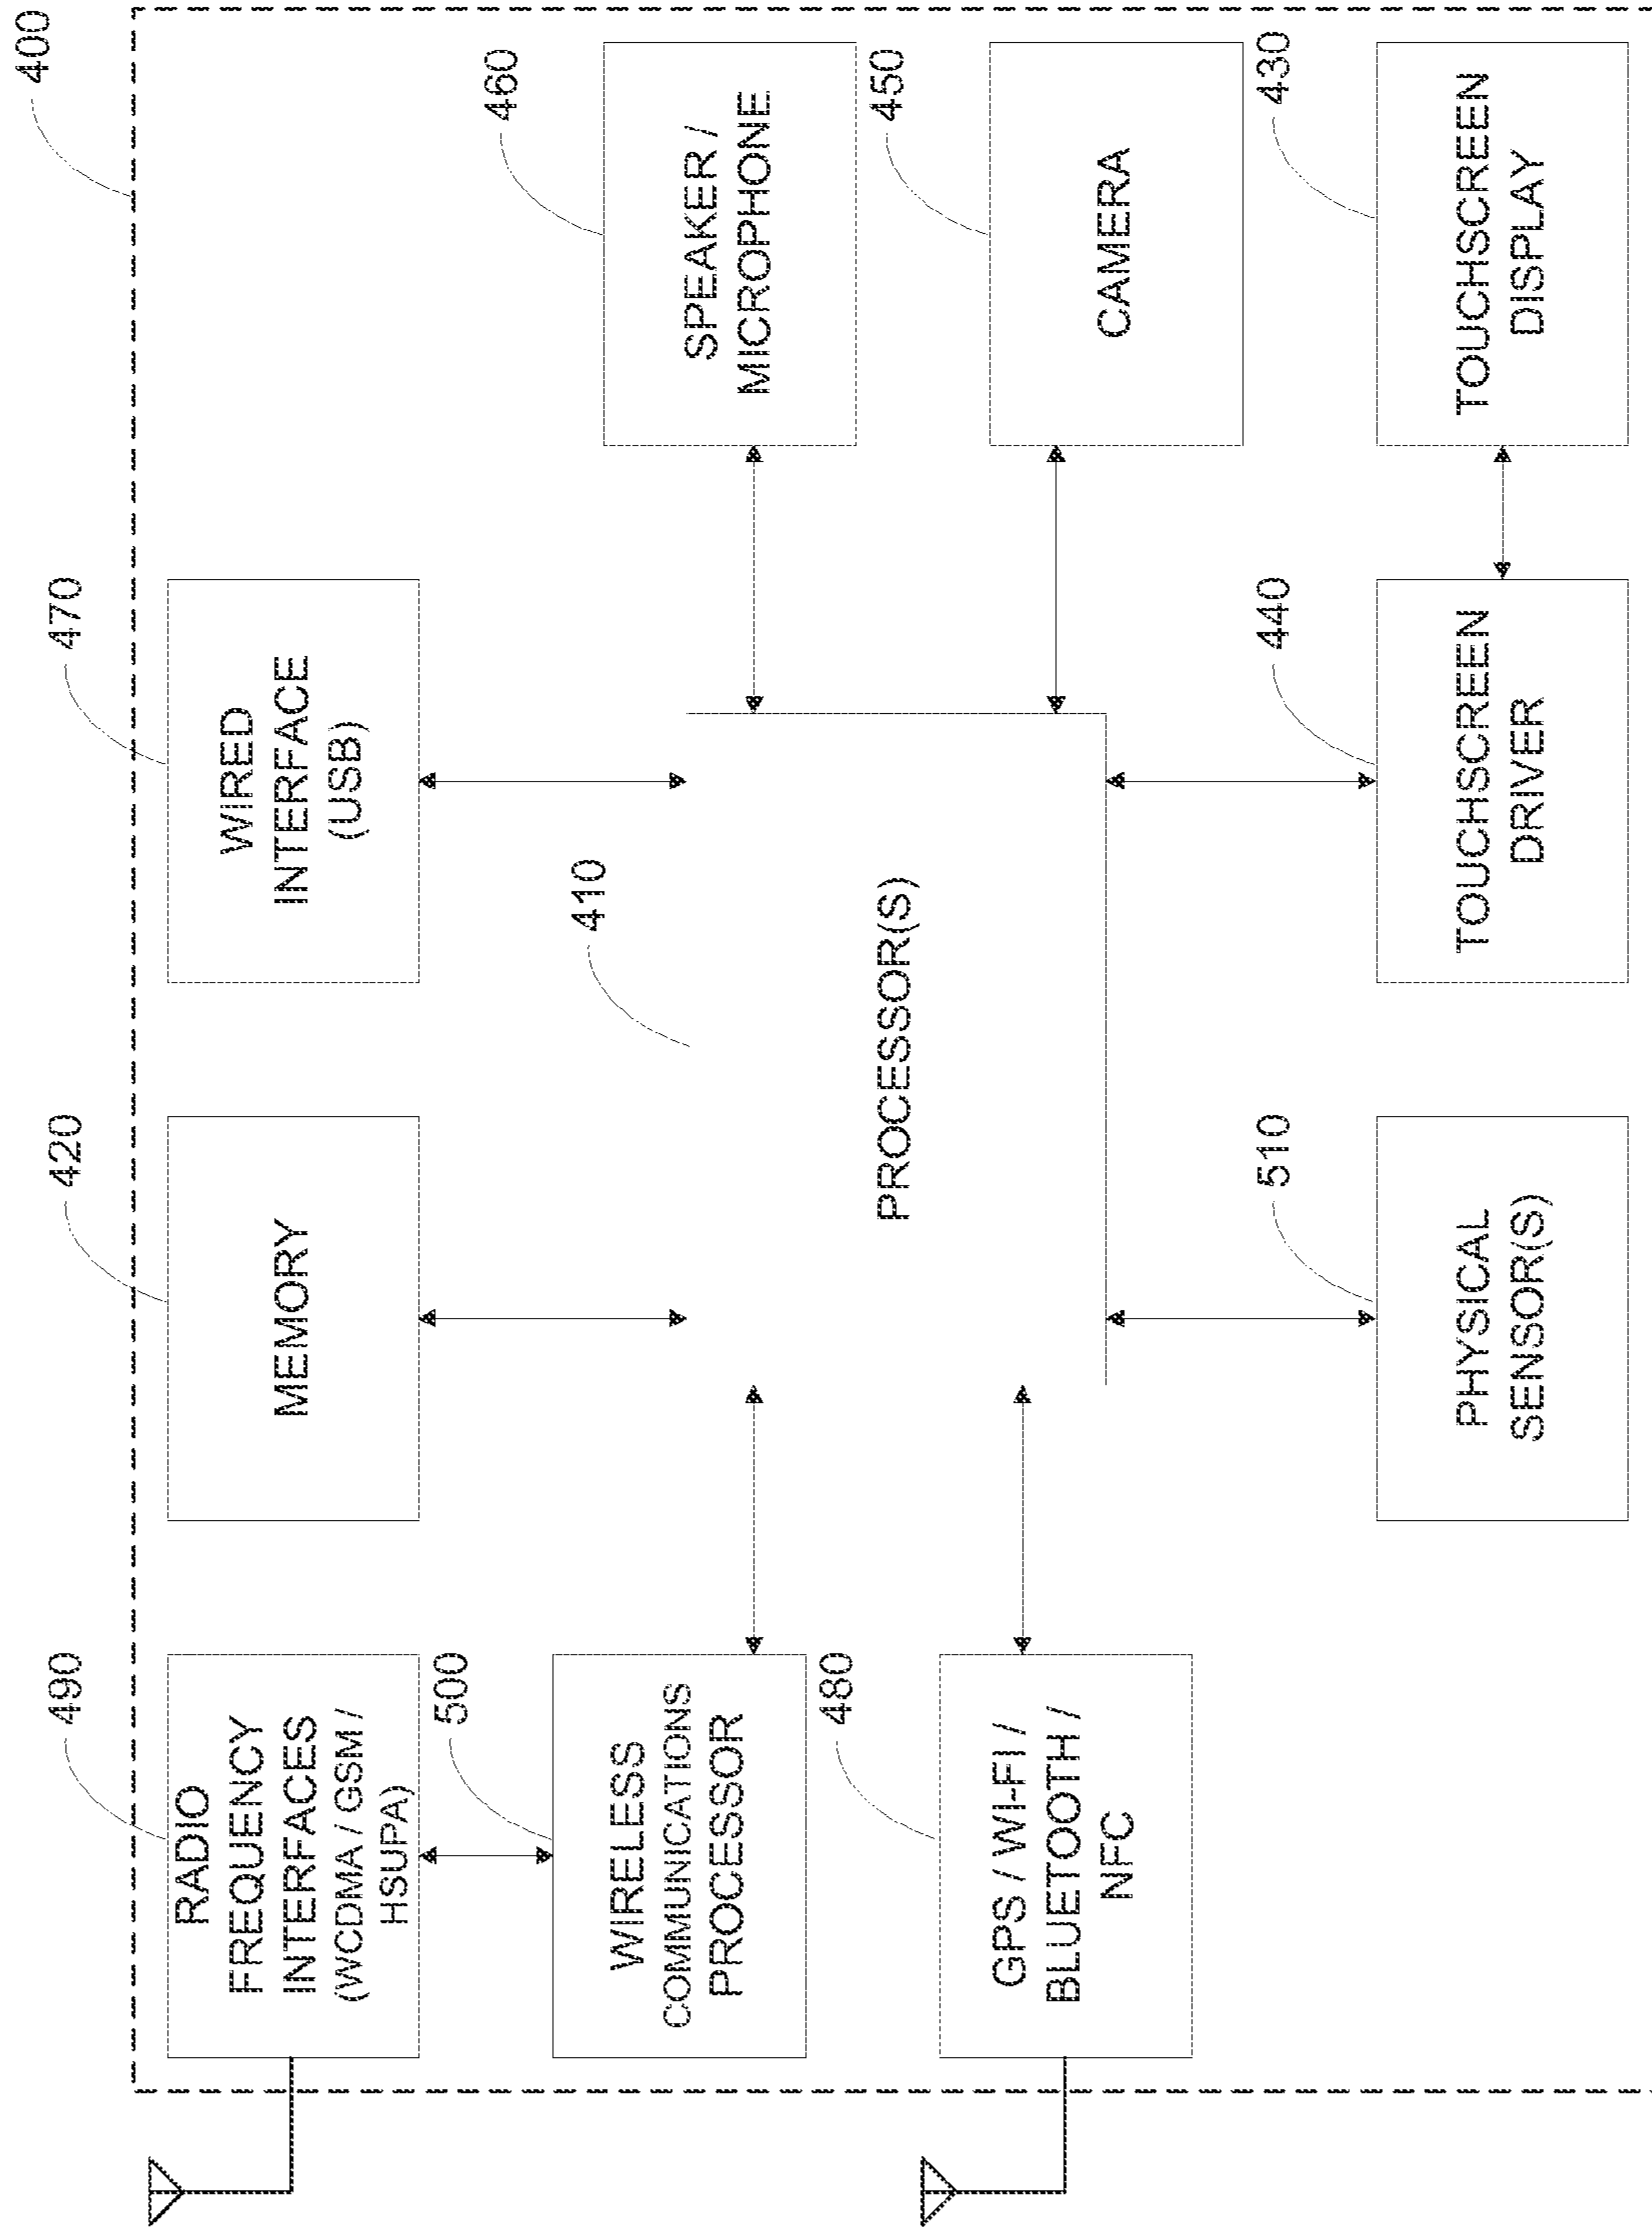 400
490
RADIO
FREQUENCY
INTERFACES
(WCDMA / GSM /
HSUPA)
420
MEMORY
470
WIRED
INTERFACE
(USB)
500
WIRELESS
COMMUNICATIONS
PROCESSOR
410
PROCESSOR(S)
460
SPEAKER /
MICROPHONE
480
GPS / WI-FI /
BLUETOOTH /
NFC
450
CAMERA
510
PHYSICAL
SENSOR(S)
440
TOUCHSCREEN
DRIVER
430
TOUCHSCREEN
DISPLAY